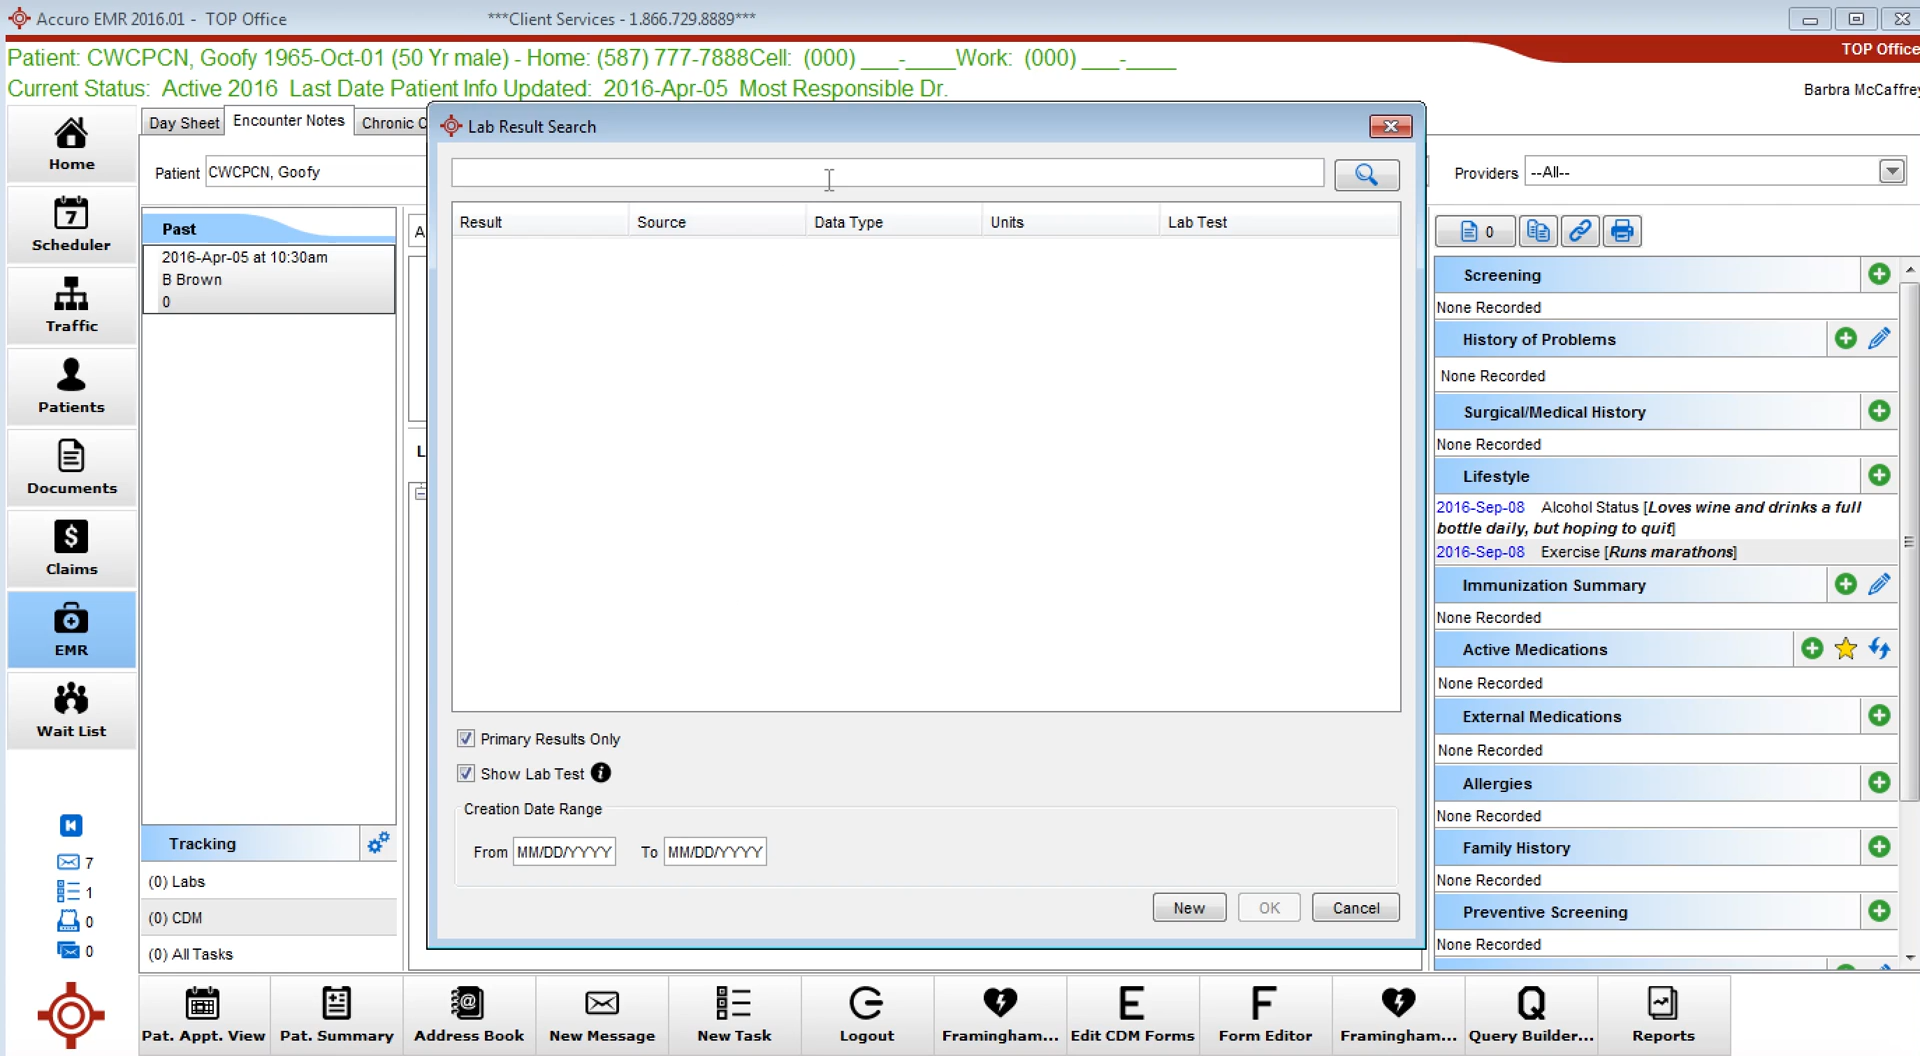 Accuro EMR 2016.01 - TOP Office
***Client Services - 1.866.729.8889***
TOP Office
Patient: CWCPCN, Goofy 1965-Oct-01 (50 Yr male) - Home: (587) 777-7888Cell: (000) ___-____Work: (000) ___-____
Current Status: Active 2016 Last Date Patient Info Updated: 2016-Apr-05 Most Responsible Dr.
Barbra McCaffrey
Home
Scheduler
7
Traffic
Patients
Documents
Claims
EMR
Wait List
7
1
0
0
Day Sheet
Encounter Notes
Chronic C
Patient CWCPCN, Goofy
Providers --All--
Past
2016-Apr-05 at 10:30am
B Brown
0
A
L
Tracking
(0) Labs
(0) CDM
(0) All Tasks
Lab Result Search
Result Source Data Type Units Lab Test
Primary Results Only
Show Lab Test
Creation Date Range
From MM/DD/YYYY To MM/DD/YYYY
New OK Cancel
0
Screening
None Recorded
History of Problems
None Recorded
Surgical/Medical History
None Recorded
Lifestyle
2016-Sep-08 Alcohol Status [Loves wine and drinks a full
bottle daily, but hoping to quit]
2016-Sep-08 Exercise [Runs marathons]
Immunization Summary
None Recorded
Active Medications
None Recorded
External Medications
None Recorded
Allergies
None Recorded
Family History
None Recorded
Preventive Screening
None Recorded
Pat. Appt. View
Pat. Summary
Address Book
New Message
New Task
Logout
Framingham...
Edit CDM Forms
Form Editor
Framingham...
Query Builder...
Reports